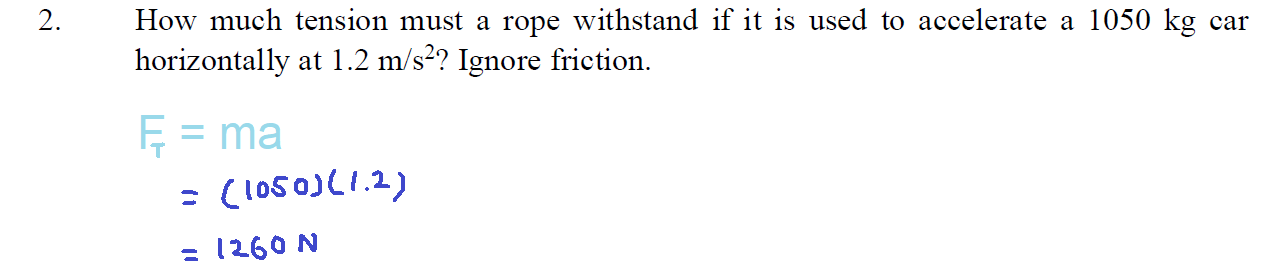 2. How much tension must a rope withstand if it is used to accelerate a 1050 kg car
horizontally at 1.2 m/s²? Ignore friction.
F_T = ma
= (1050)(1.2)
= 1260 N